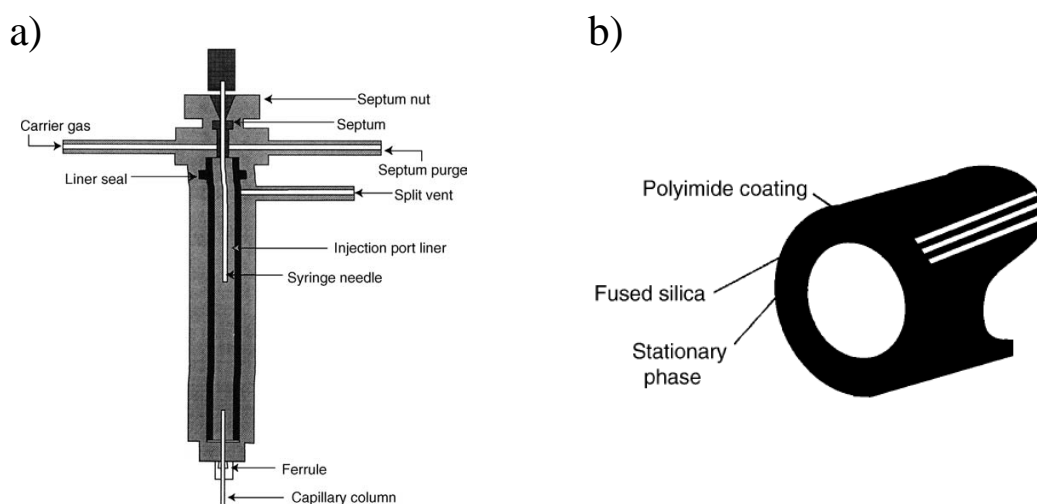 a)
Septum nut
Carrier gas
Septum
Septum purge
Liner seal
Split vent
Injection port liner
Syringe needle
Ferrule
Capillary column
b)
Polyimide coating
Fused silica
Stationary
phase